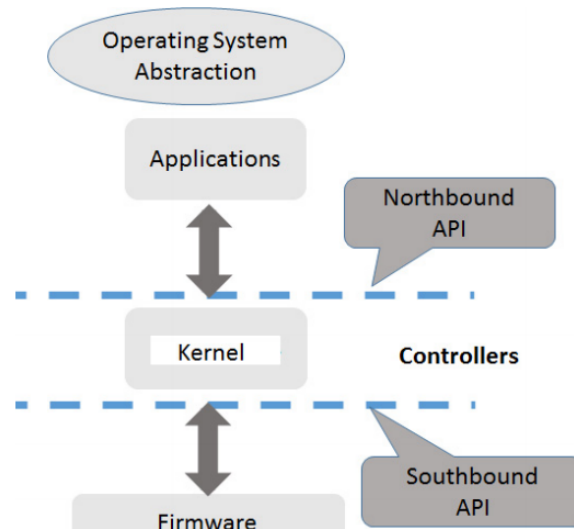 Operating System
Abstraction
Applications
Northbound
API
Kernel
Controllers
Southbound
API
Firmware